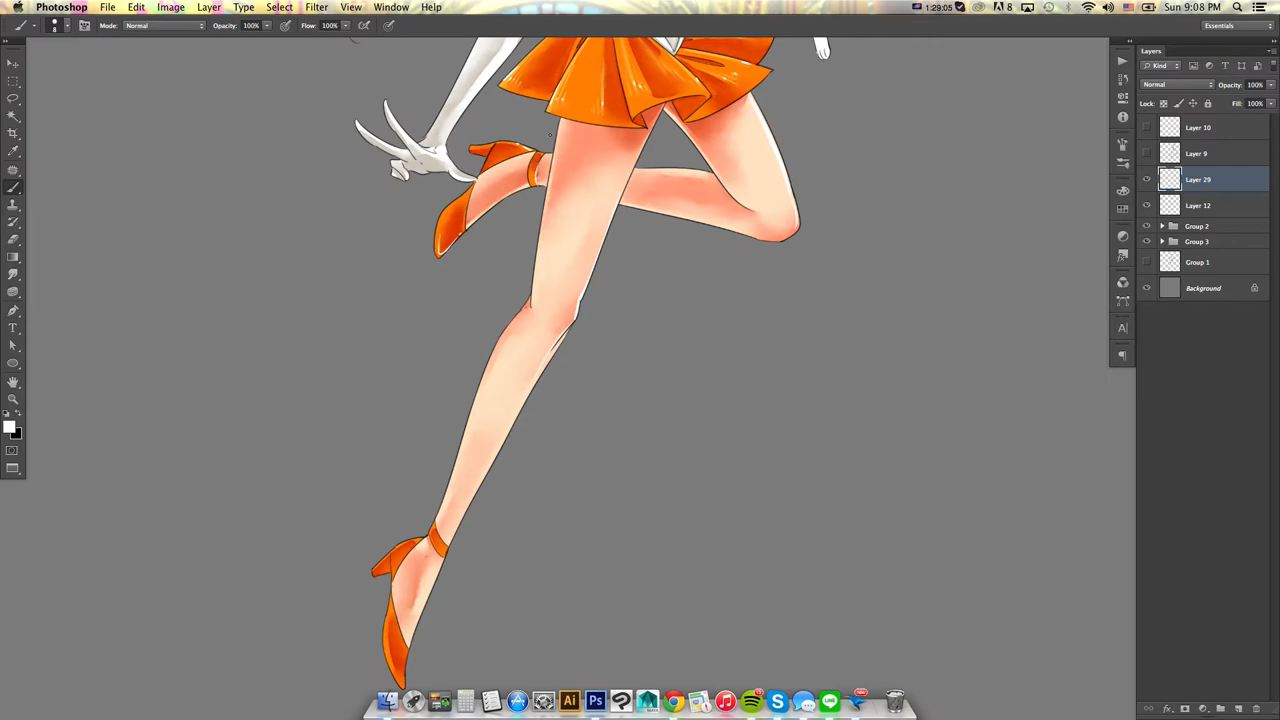 Photoshop File Edit Image Layer Type Select Filter View Window Help 1:29:05 8 Sun 9:08 PM
8 Mode: Normal Opacity: 100% Flow: 100% Essentials
Layers
Kind
Normal Opacity: 100%
Lock: Fill: 100%
Layer 10
Layer 9
Layer 29
Layer 12
Group 2
Group 3
Group 1
Background